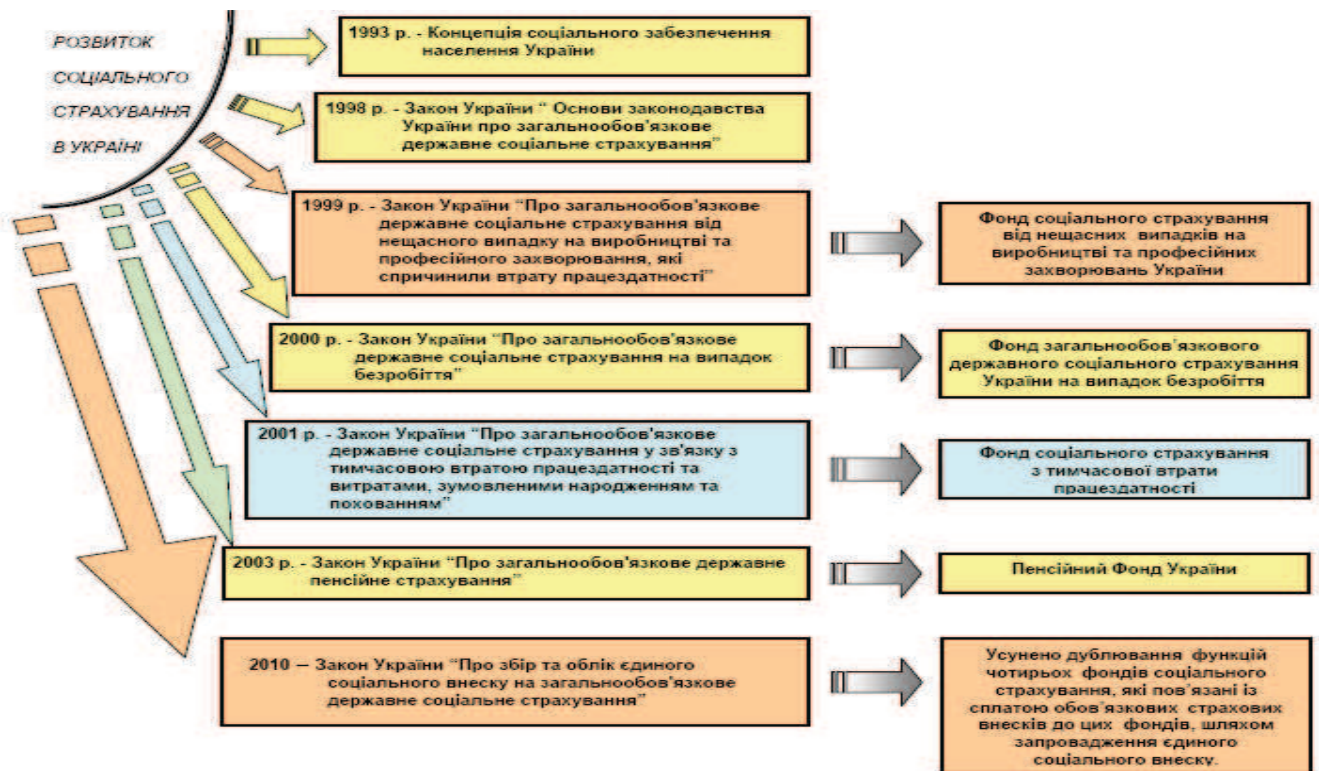 РОЗВИТОК
СОЦІАЛЬНОГО
СТРАХУВАННЯ
В УКРАЇНІ
1993 р. - Концепція соціального забезпечення
населення України
1998 р. - Закон України “ Основи законодавства
України про загальнообов'язкове
державне соціальне страхування”
1999 р. - Закон України “Про загальнообов'язкове
державне соціальне страхування від
нещасного випадку на виробництві та
професійного захворювання, які
спричинили втрату працездатності”
Фонд соціального страхування
від нещасних випадків на
виробництві та професійних
захворювань України
2000 р. - Закон України “Про загальнообов'язкове
державне соціальне страхування на випадок
безробіття”
Фонд загальнообов'язкового
державного соціального страхування
України на випадок безробіття
2001 р. - Закон України “Про загальнообов'язкове
державне соціальне страхування у зв'язку з
тимчасовою втратою працездатності та
витратами, зумовленими народженням та
похованням”
Фонд соціального страхування
з тимчасової втрати
працездатності
2003 р. - Закон України “Про загальнообов'язкове державне
пенсійне страхування”
Пенсійний Фонд України
2010 – Закон України “Про збір та облік єдиного
соціального внеску на загальнообов'язкове
державне соціальне страхування”
Усунено дублювання функцій
чотирьох фондів соціального
страхування, які пов'язані із
сплатою обов'язкових страхових
внесків до цих фондів, шляхом
запровадження єдиного
соціального внеску.